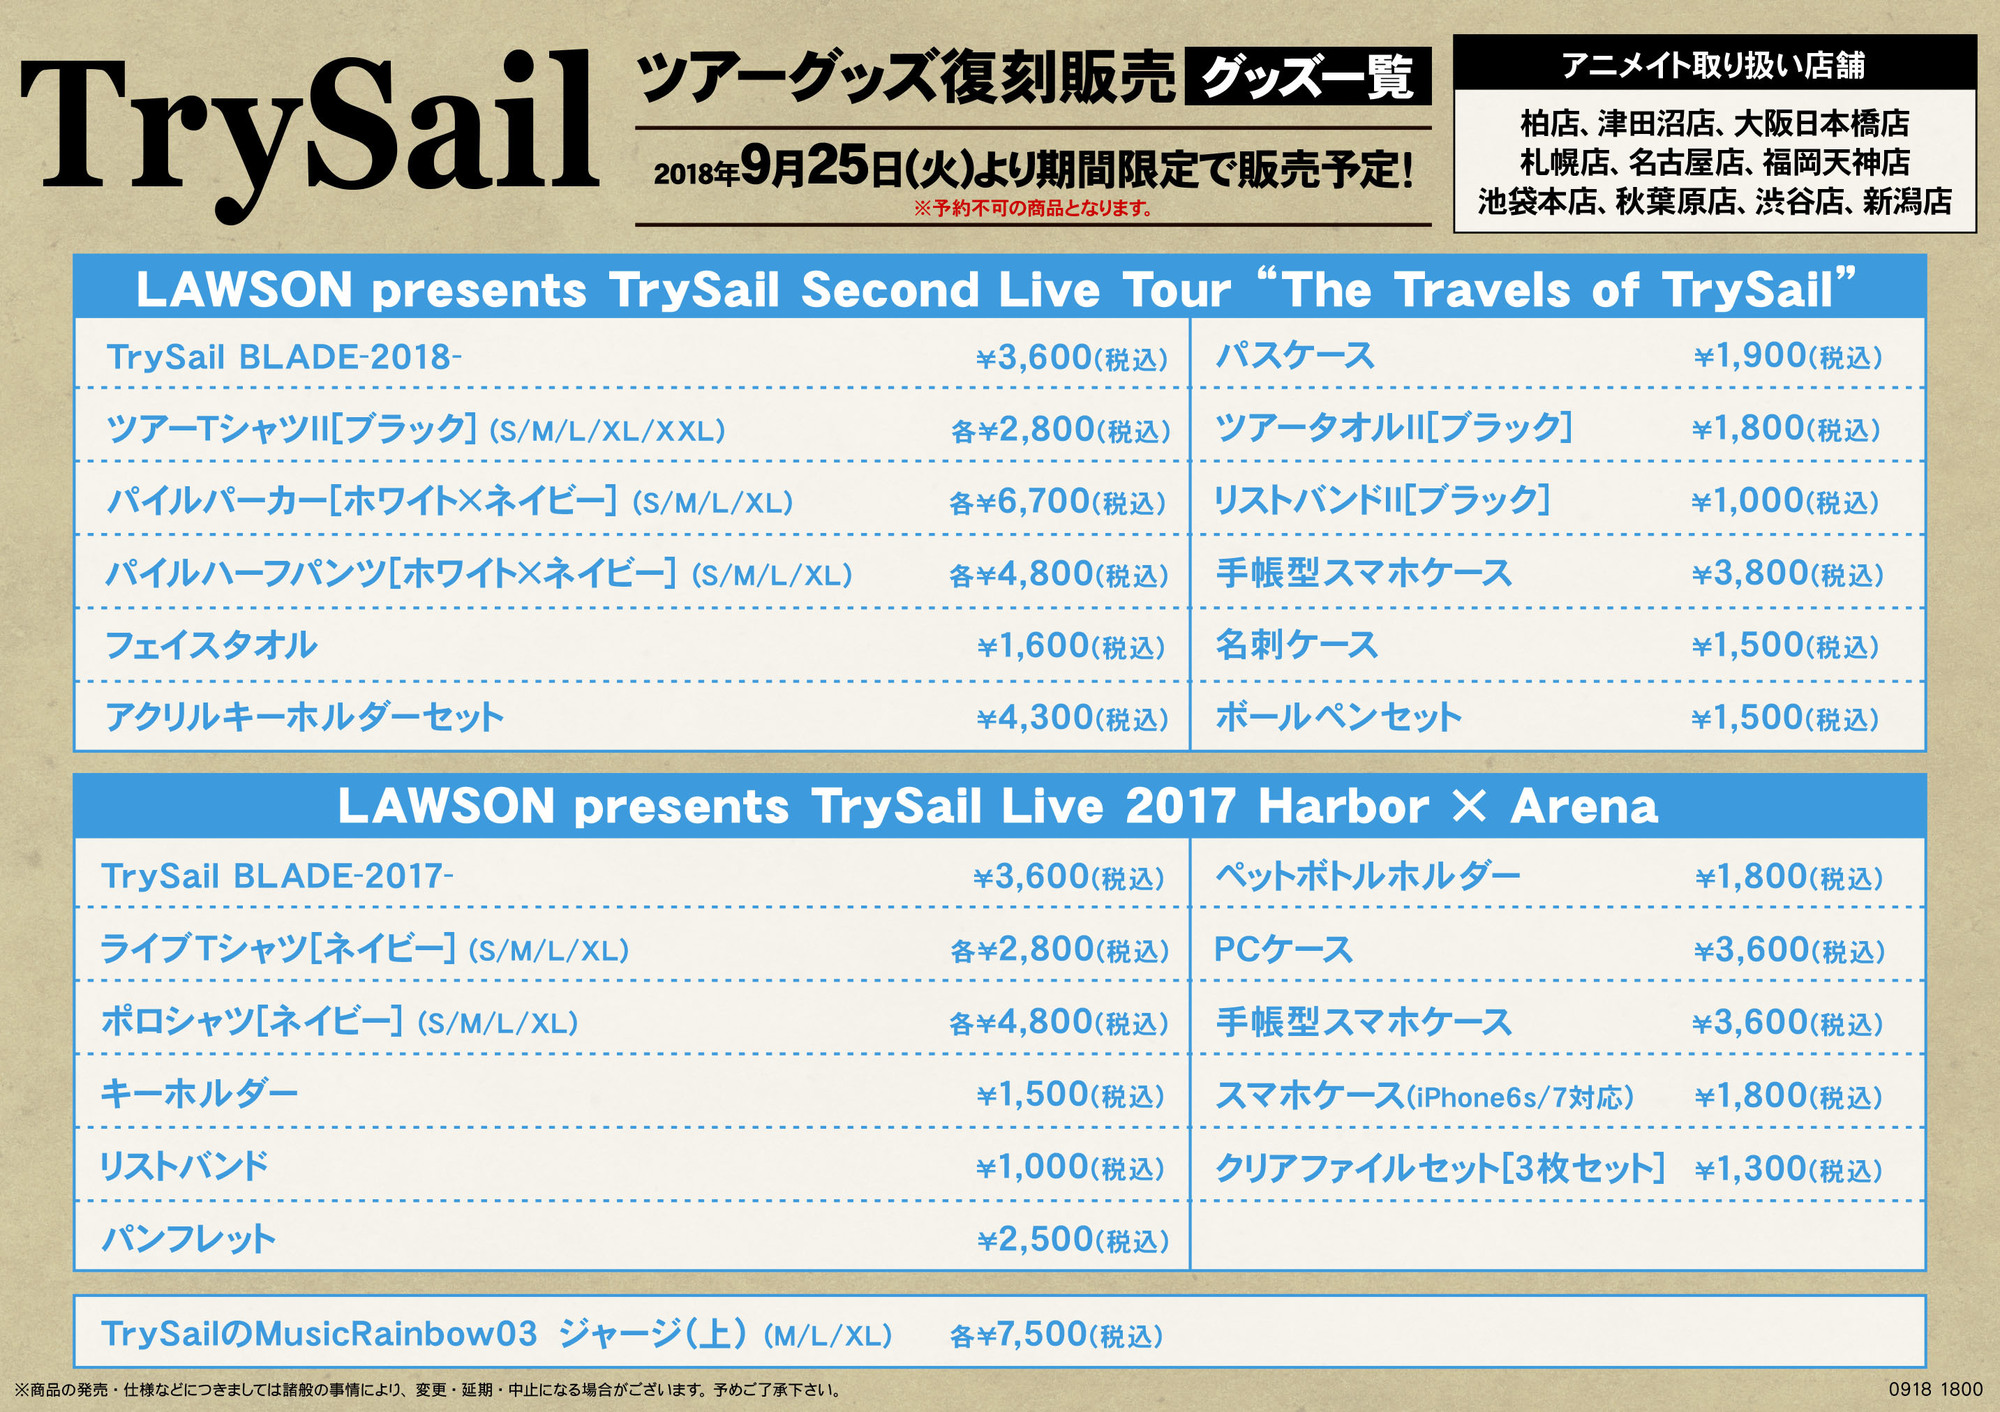 TrySail
ツアーグッズ復刻販売 グッズ一覧
2018年9月25日(火)より期間限定で販売予定!
※予約不可の商品となります。
アニメイト取り扱い店舗
柏店、津田沼店、大阪日本橋店
札幌店、名古屋店、福岡天神店
池袋本店、秋葉原店、渋谷店、新潟店
LAWSON presents TrySail Second Live Tour “The Travels of TrySail”
TrySail BLADE-2018- ¥3,600(税込)
ツアーTシャツII[ブラック] (S/M/L/XL/XXL) 各¥2,800(税込)
パイルパーカー[ホワイト×ネイビー] (S/M/L/XL) 各¥6,700(税込)
パイルハーフパンツ[ホワイト×ネイビー] (S/M/L/XL) 各¥4,800(税込)
フェイスタオル ¥1,600(税込)
アクリルキーホルダーセット ¥4,300(税込)
パスケース ¥1,900(税込)
ツアータオルII[ブラック] ¥1,800(税込)
リストバンドII[ブラック] ¥1,000(税込)
手帳型スマホケース ¥3,800(税込)
名刺ケース ¥1,500(税込)
ボールペンセット ¥1,500(税込)
LAWSON presents TrySail Live 2017 Harbor × Arena
TrySail BLADE-2017- ¥3,600(税込)
ライブTシャツ[ネイビー] (S/M/L/XL) 各¥2,800(税込)
ポロシャツ[ネイビー] (S/M/L/XL) 各¥4,800(税込)
キーホルダー ¥1,500(税込)
リストバンド ¥1,000(税込)
パンフレット ¥2,500(税込)
ペットボトルホルダー ¥1,800(税込)
PCケース ¥3,600(税込)
手帳型スマホケース ¥3,600(税込)
スマホケース(iPhone6s/7対応) ¥1,800(税込)
クリアファイルセット[3枚セット] ¥1,300(税込)
TrySailのMusicRainbow03 ジャージ(上) (M/L/XL) 各¥7,500(税込)
※商品の発売・仕様などにつきましては諸般の事情により、変更・延期・中止になる場合がございます。予めご了承下さい。
0918 1800